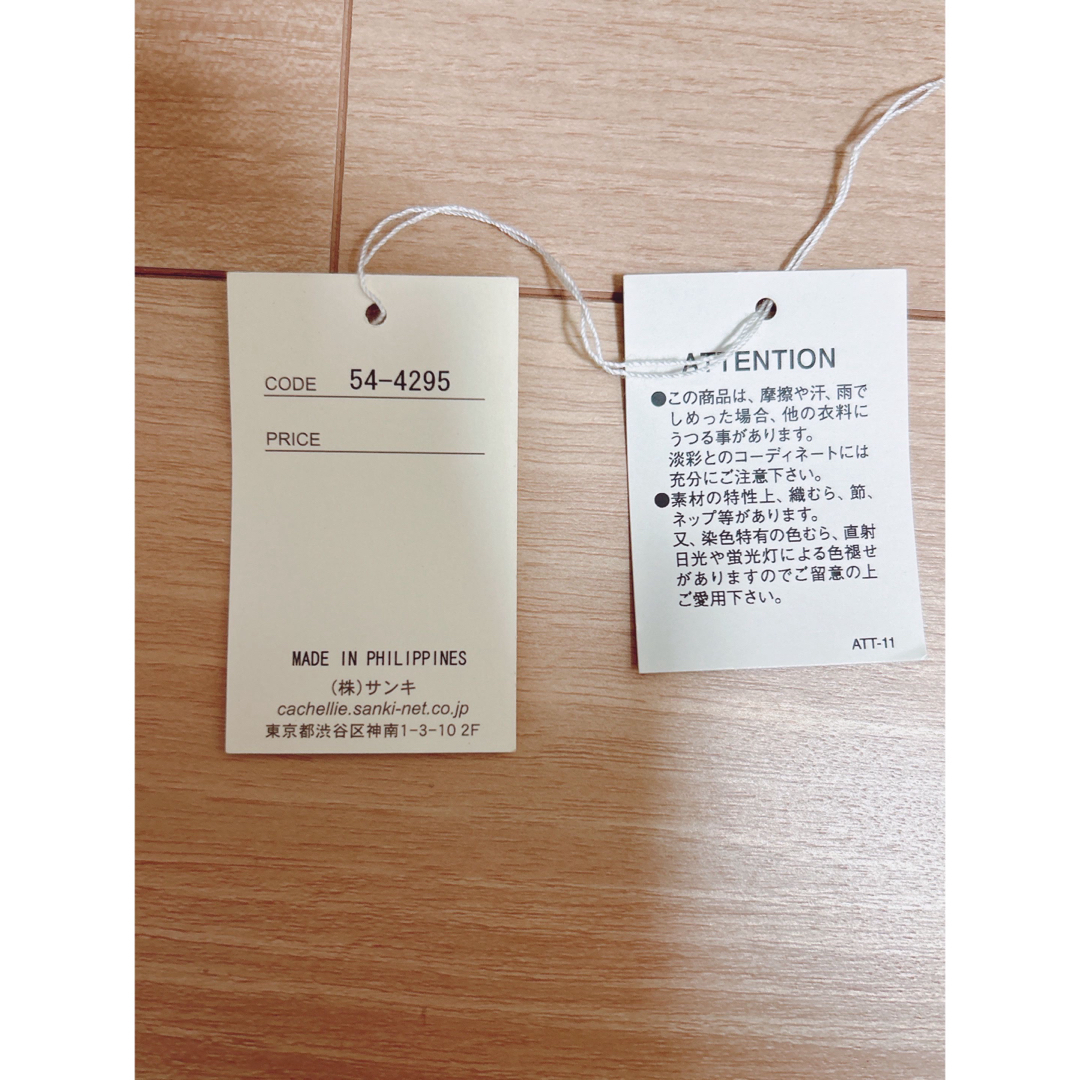 CODE 54-4295
PRICE
MADE IN PHILIPPINES
(株)サンキ
cachellie.sanki-net.co.jp
東京都渋谷区神南1-3-10 2F
ATTENTION
●この商品は、摩擦や汗、雨で
しめった場合、他の衣料に
うつる事があります。
淡彩とのコーディネートには
充分にご注意下さい。
●素材の特性上、織むら、節、
ネップ等があります。
又、染色特有の色むら、直射
日光や蛍光灯による色褪せ
がありますのでご留意の上
ご愛用下さい。
ATT-11